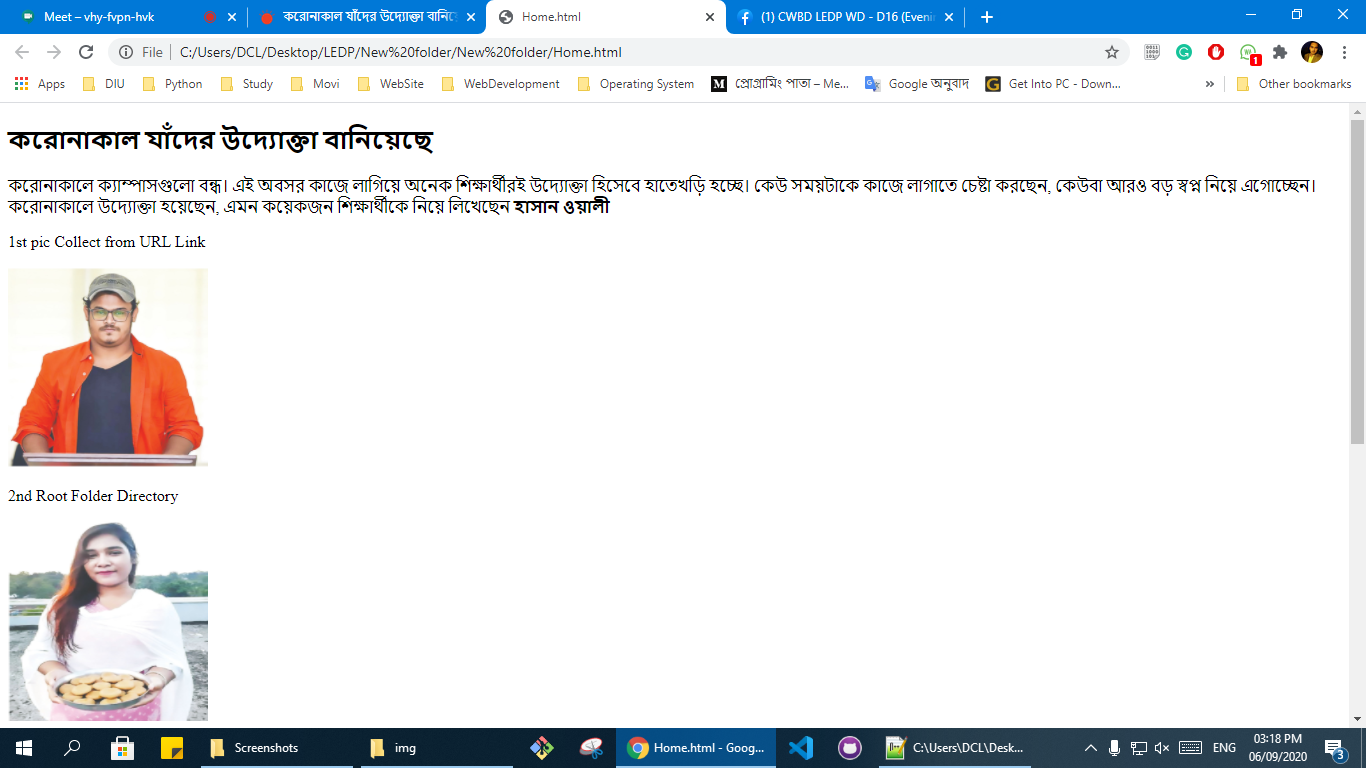 Meet – vhy-fvpn-hvk
করোনাকাল যাঁদের উদ্যোক্তা বানিয়ে
Home.html
(1) CWBD LEDP WD - D16 (Eveni
File
C:/Users/DCL/Desktop/LEDP/New%20folder/New%20folder/Home.html
1
Apps
DIU
Python
Study
Movi
WebSite
WebDevelopment
Operating System
M
প্রোগ্রামিং পাতা – Me...
Google অনুবাদ
G
Get Into PC - Down...
»
Other bookmarks
করোনাকাল যাঁদের উদ্যোক্তা বানিয়েছে
করোনাকালে ক্যাম্পাসগুলো বন্ধ। এই অবসর কাজে লাগিয়ে অনেক শিক্ষার্থীরই উদ্যোক্তা হিসেবে হাতেখড়ি হচ্ছে। কেউ সময়টাকে কাজে লাগাতে চেষ্টা করছেন, কেউবা আরও বড় স্বপ্ন নিয়ে এগোচ্ছেন।
করোনাকালে উদ্যোক্তা হয়েছেন, এমন কয়েকজন শিক্ষার্থীকে নিয়ে লিখেছেন হাসান ওয়ালী
1st pic Collect from URL Link
2nd Root Folder Directory
Screenshots
img
Home.html - Goog...
C:\Users\DCL\Desk...
ENG
03:18 PM
06/09/2020
3